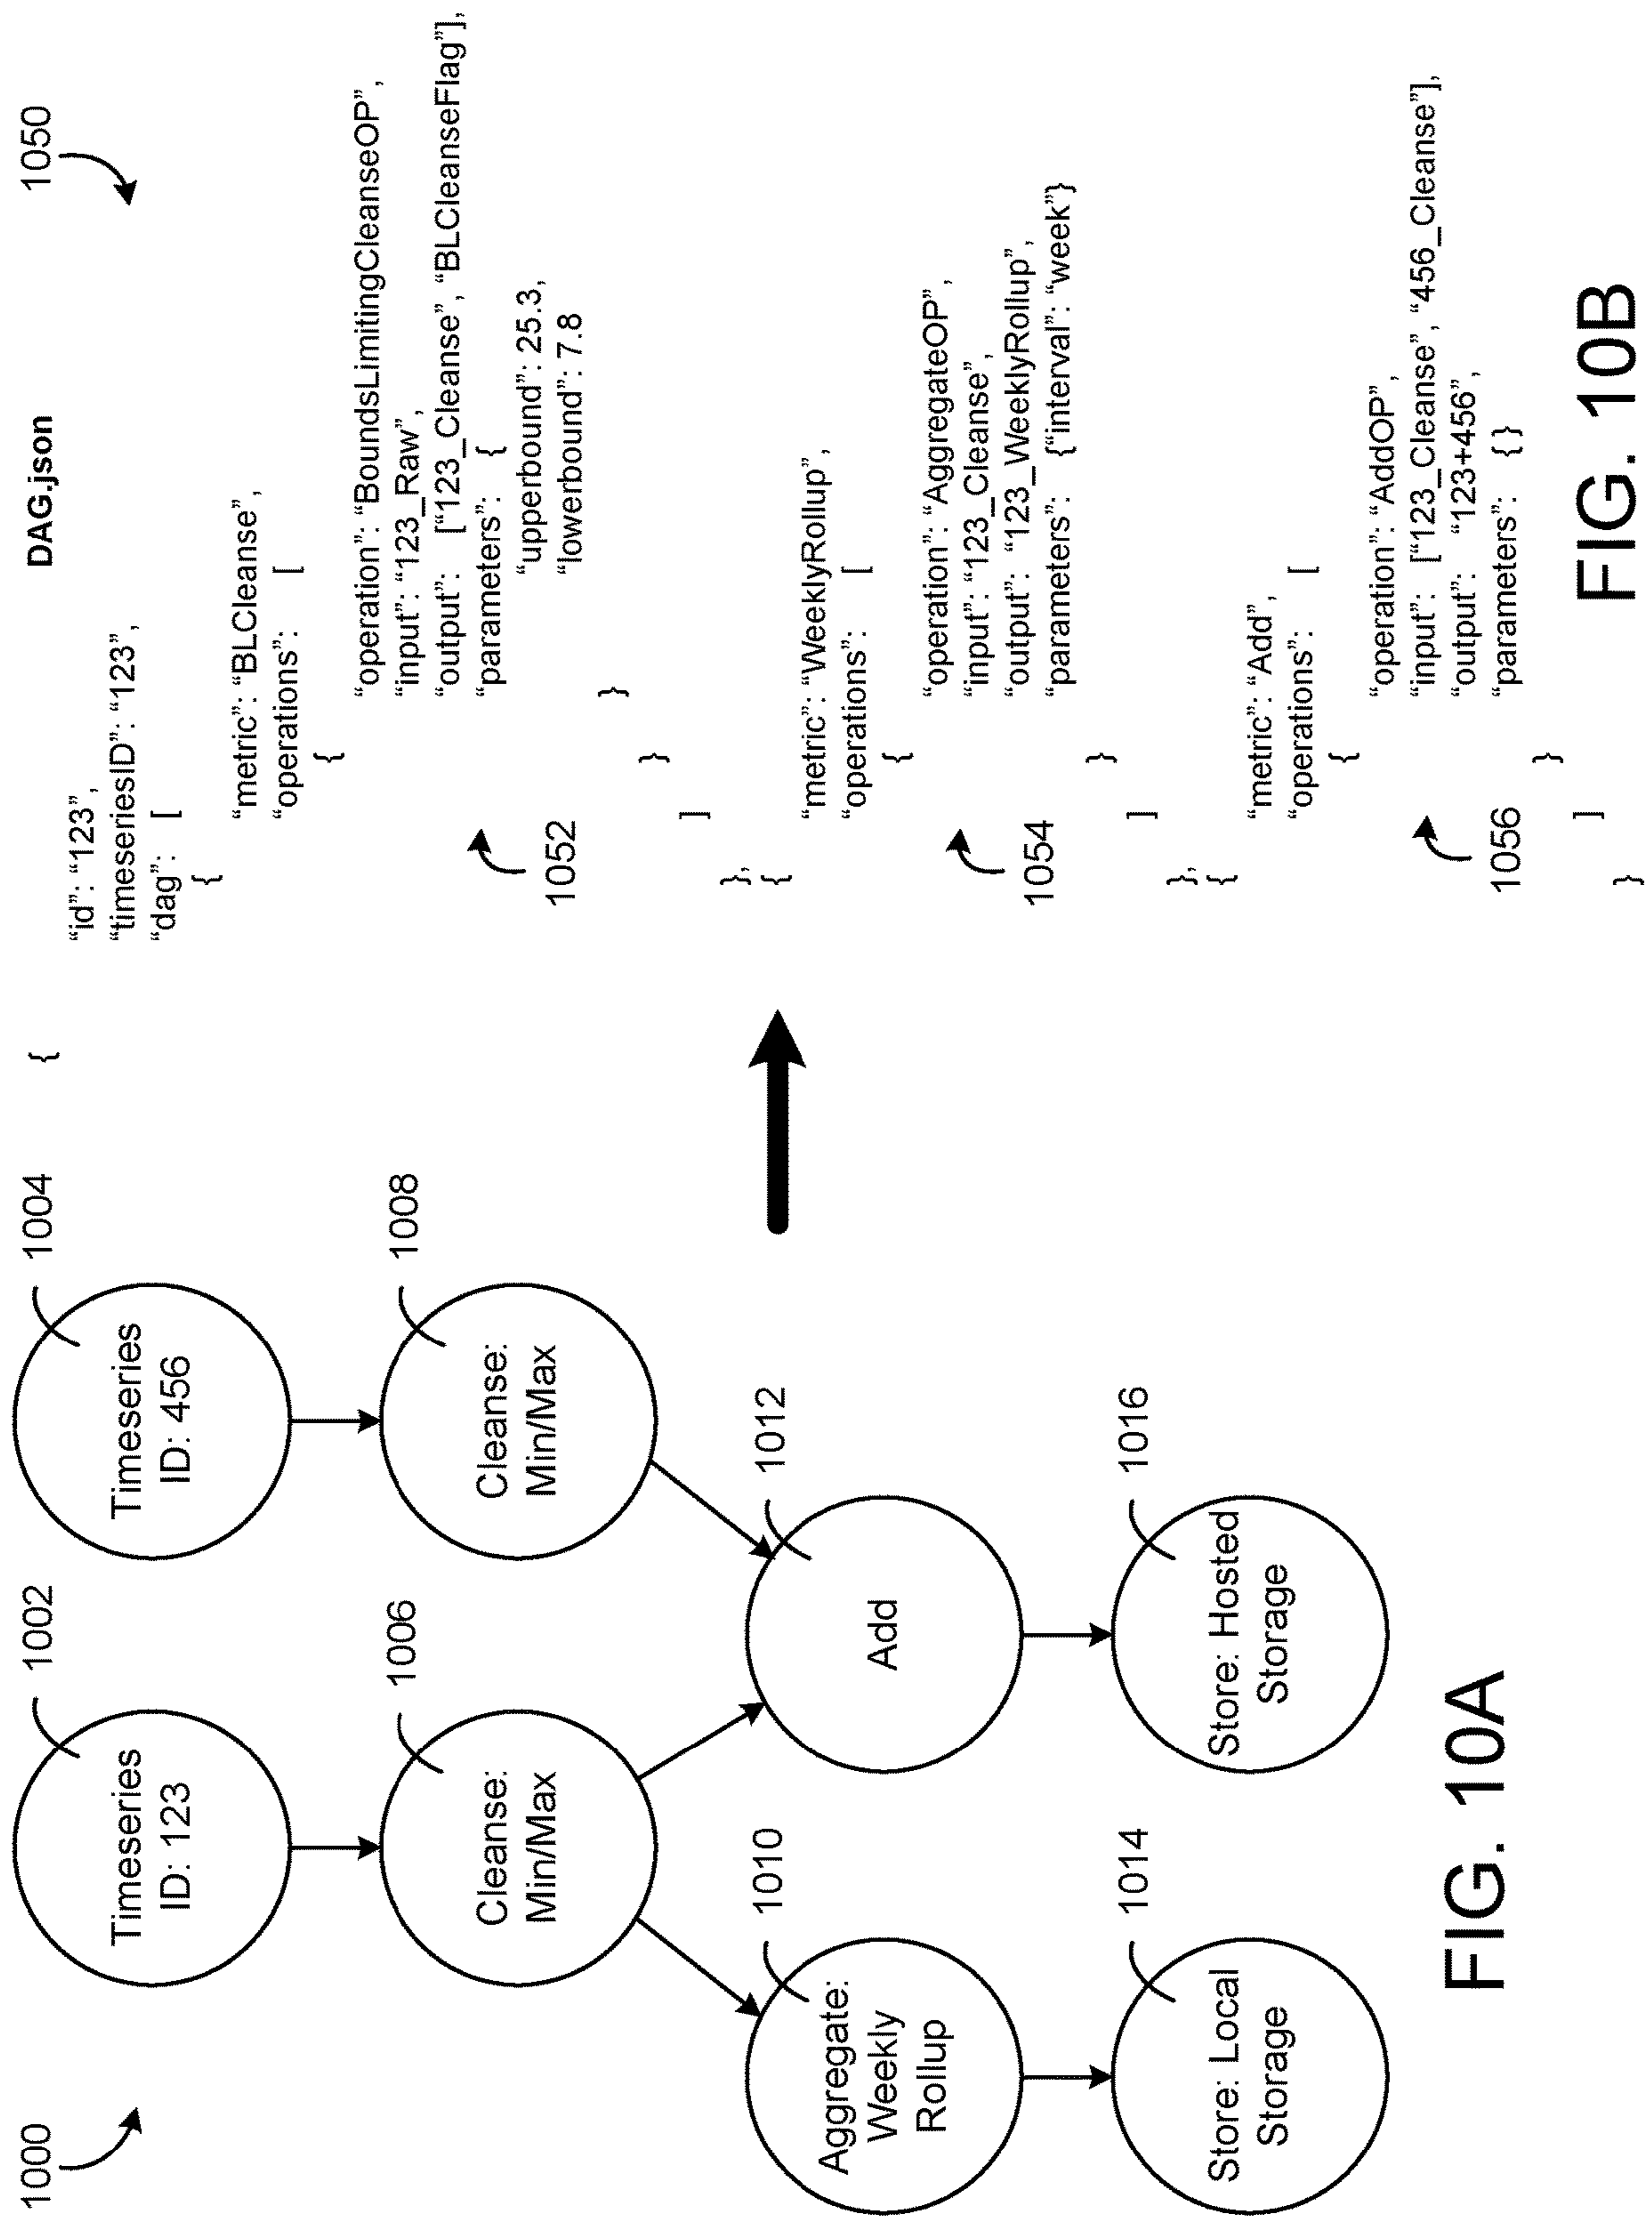 1000
1002
1004
Timeseries
ID: 123
Timeseries
ID: 456
1006
1008
Cleanse:
Min/Max
Cleanse:
Min/Max
1010
1012
Aggregate:
Weekly
Rollup
Add
1014
1016
Store: Local
Storage
Store: Hosted
Storage
FIG. 10A
DAG.json
1050
{
“id”: “123”,
“timeseriesID”: “123”,
“dag”: [
{
“metric”: “BLCleanse”,
“operations”: [
{
“operation”: “BoundsLimitingCleanseOP”,
“input”: “123_Raw”,
“output”: [“123_Cleanse”, “BLCleanseFlag”],
“parameters”: {
“upperbound”: 25.3,
“lowerbound”: 7.8
}
}
]
1052
},
{
“metric”: “WeeklyRollup”,
“operations”: [
{
“operation”: “AggregateOP”,
“input”: “123_Cleanse”,
“output”: “123_WeeklyRollup”,
“parameters”: {“interval”: “week”}
}
]
1054
},
{
“metric”: “Add”,
“operations”: [
{
“operation”: “AddOP”,
“input”: [“123_Cleanse”, “456_Cleanse”],
“output”: “123+456”,
“parameters”: { }
}
]
1056
}
FIG. 10B